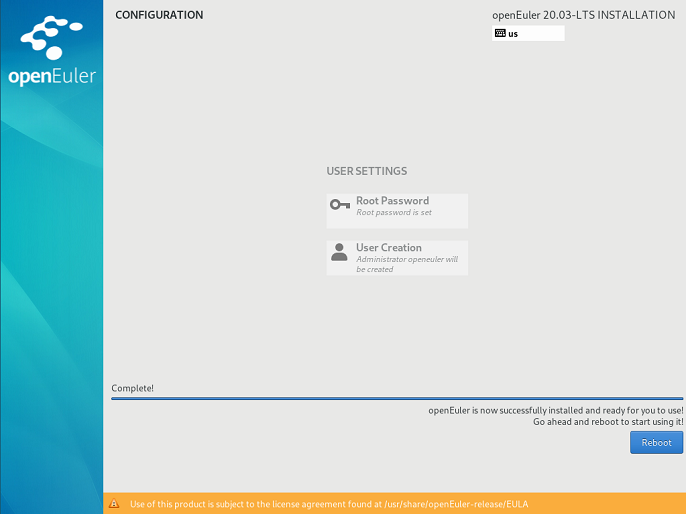 CONFIGURATION
openEuler 20.03-LTS INSTALLATION
us
openEuler
USER SETTINGS
Root Password
Root password is set
User Creation
Administrator openeuler will
be created
Complete!
openEuler is now successfully installed and ready for you to use!
Go ahead and reboot to start using it!
Reboot
Use of this product is subject to the license agreement found at /usr/share/openEuler-release/EULA